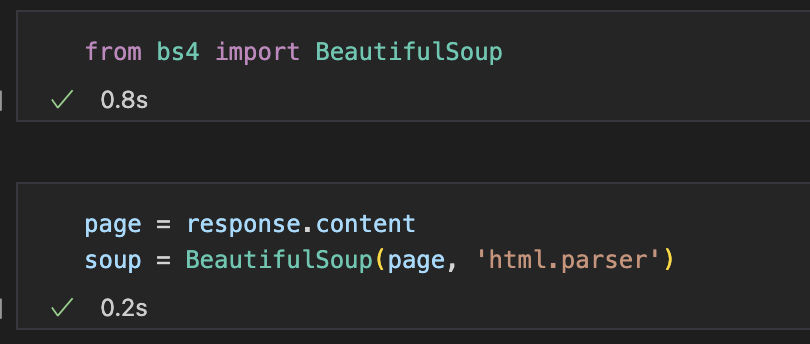 from bs4 import BeautifulSoup
0.8s
page = response.content
soup = BeautifulSoup(page, 'html.parser')
0.2s